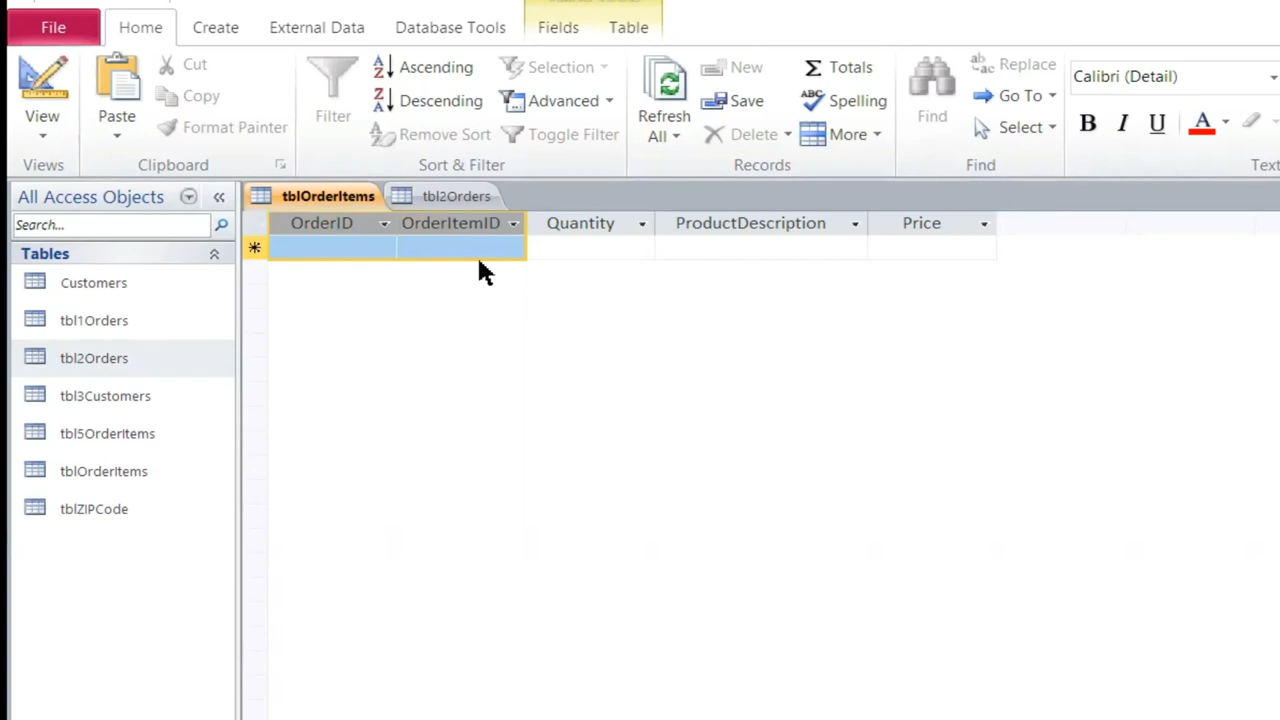 File Home Create External Data Database Tools Fields Table
View
Paste
Cut
Copy
Format Painter
Filter
Ascending
Descending
Remove Sort
Selection
Advanced
Toggle Filter
Refresh
All
New
Save
Delete
Totals
Spelling
More
Find
Replace
Go To
Select
Calibri (Detail)
B I U A
Views Clipboard Sort & Filter Records Find Text
All Access Objects
Search...
Tables
Customers
tbl1Orders
tbl2Orders
tbl3Customers
tbl5OrderItems
tblOrderItems
tblZIPCode
tblOrderItems tbl2Orders
OrderID OrderItemID Quantity ProductDescription Price